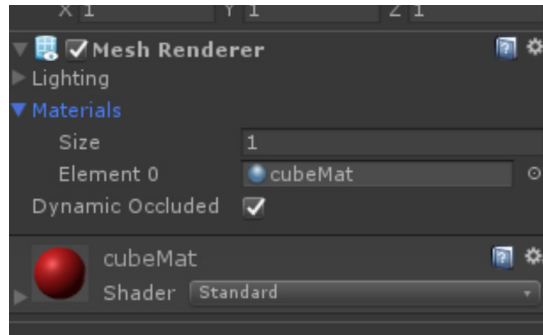 X 1 Y 1 Z 1
Mesh Renderer
Lighting
Materials
Size 1
Element 0 cubeMat
Dynamic Occluded
cubeMat
Shader Standard